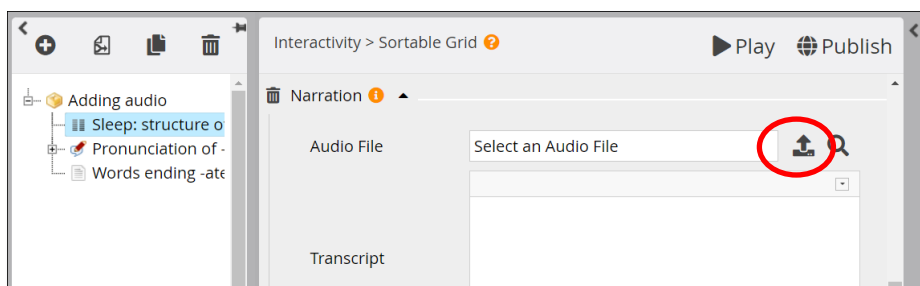 Interactivity > Sortable Grid
Play
Publish
Adding audio
Sleep: structure o
Pronunciation of -
Words ending -ate
Narration
Audio File
Select an Audio File
Transcript